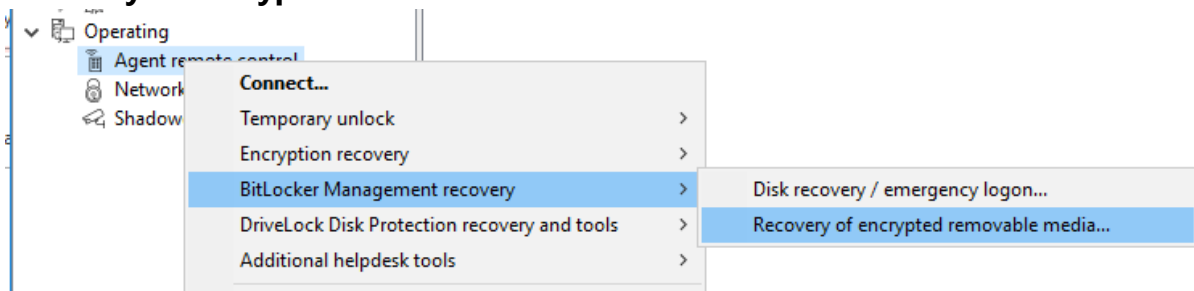 Operating
Agent remote control
Connect...
Network
Temporary unlock
Shadow
Encryption recovery
BitLocker Management recovery
Disk recovery / emergency logon...
DriveLock Disk Protection recovery and tools
Recovery of encrypted removable media...
Additional helpdesk tools